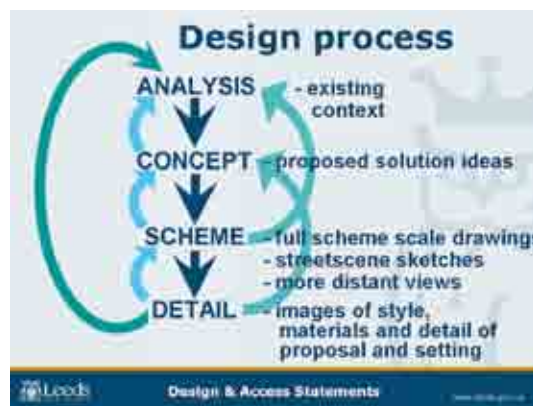 Design process
ANALYSIS - existing
context
CONCEPT - proposed solution ideas
SCHEME - full scheme scale drawings
- streetscene sketches
- more distant views
DETAIL - images of style,
materials and detail of
proposal and setting
Leeds
Design & Access Statements